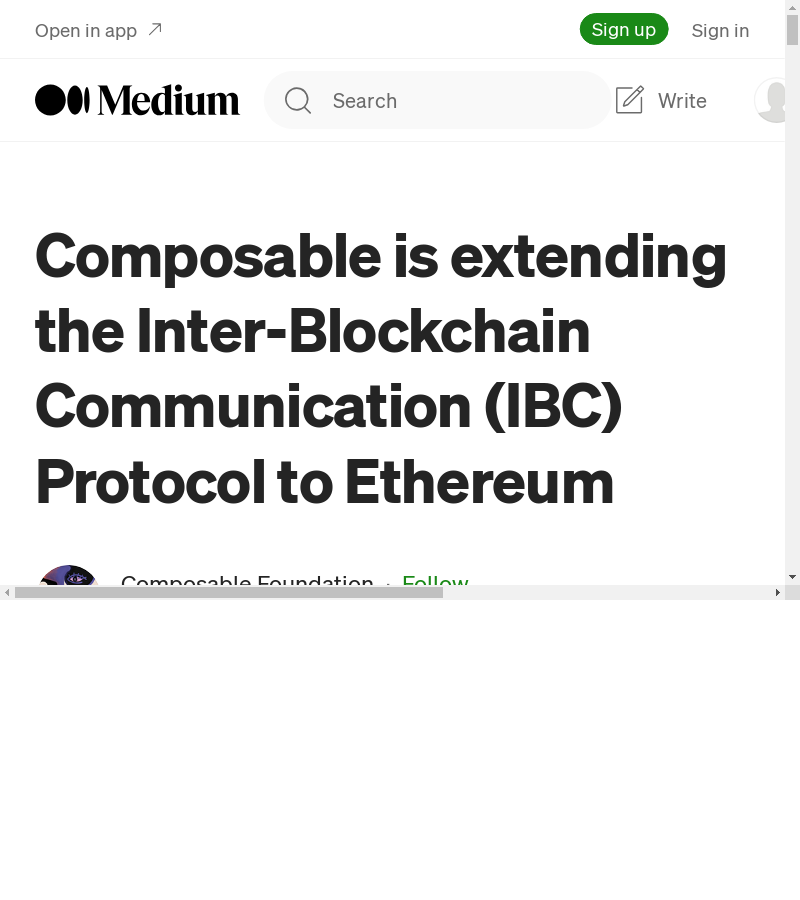 Open in app
Sign up
Sign in
Medium
Search
Write
Composable is extending
the Inter-Blockchain
Communication (IBC)
Protocol to Ethereum
Composable Foundation · Follow